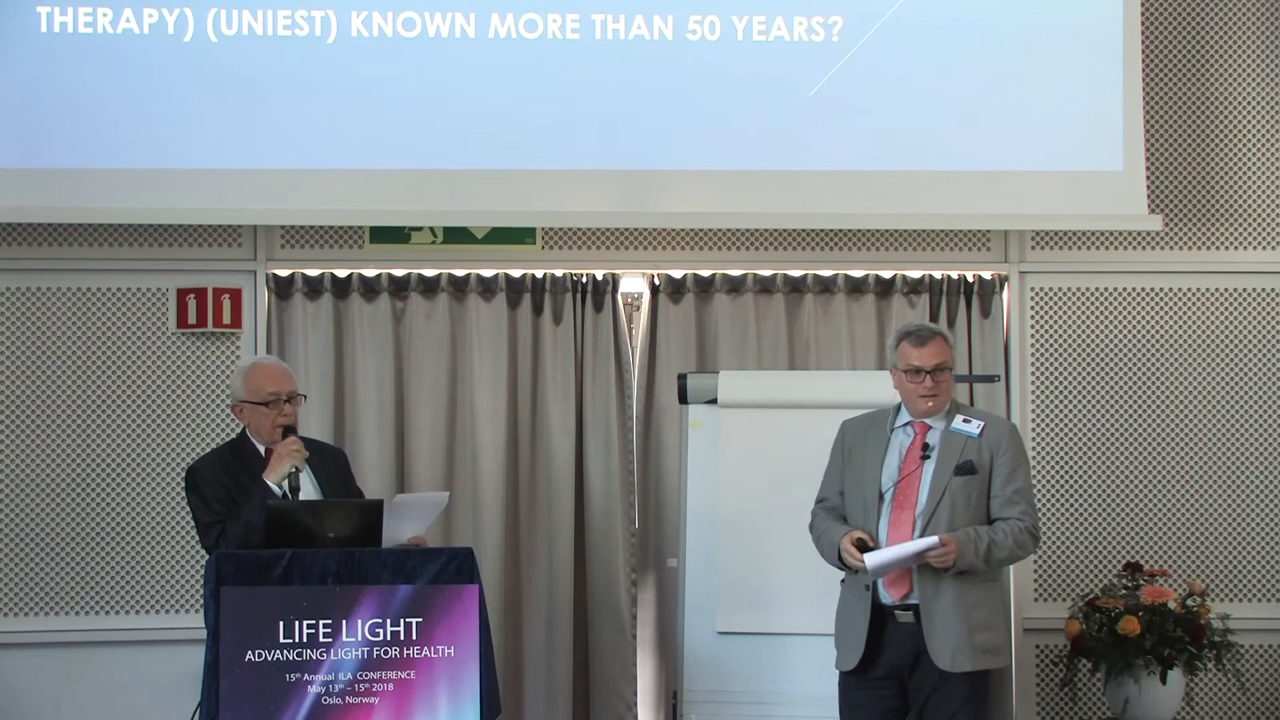 THERAPY) (UNIEST) KNOWN MORE THAN 50 YEARS?
LIFE LIGHT
ADVANCING LIGHT FOR HEALTH
15th Annual ILA CONFERENCE
May 13th – 15th 2018
Oslo, Norway